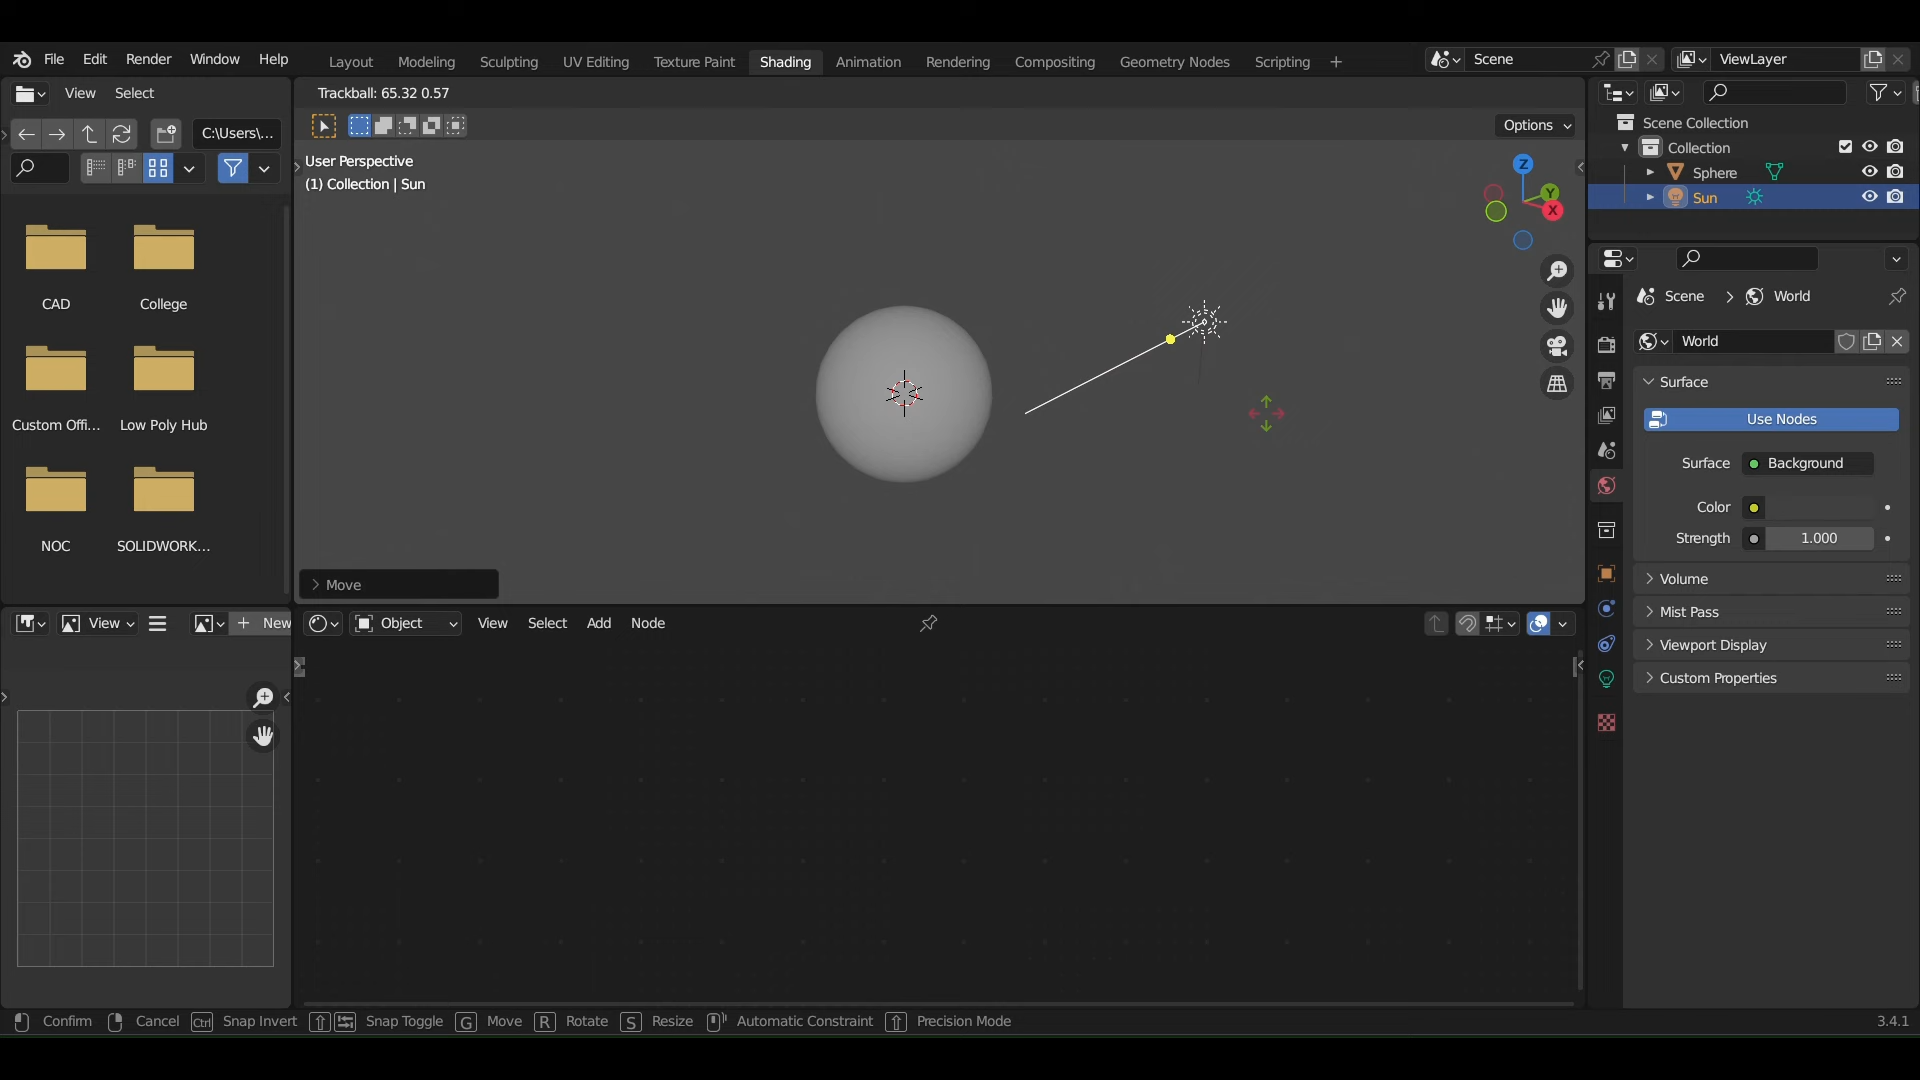 File Edit Render Window Help
Layout Modeling Sculpting UV Editing Texture Paint Shading Animation Rendering Compositing Geometry Nodes Scripting +
Scene
ViewLayer
View Select
C:\Users\...
CAD
College
Custom Offi...
Low Poly Hub
NOC
SOLIDWORK...
Trackball: 65.32 0.57
Options
User Perspective
(1) Collection | Sun
Z
Y
X
Move
Scene Collection
Collection
Sphere
Sun
Scene > World
World
Surface
Use Nodes
Surface Background
Color
Strength 1.000
Volume
Mist Pass
Viewport Display
Custom Properties
View
+ New
Object View Select Add Node
Confirm Cancel Ctrl Snap Invert Snap Toggle G Move R Rotate S Resize Automatic Constraint Precision Mode
3.4.1